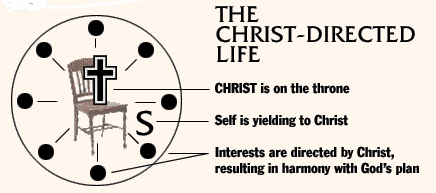 THE
CHRIST-DIRECTED
LIFE
CHRIST is on the throne
S
Self is yielding to Christ
Interests are directed by Christ,
resulting in harmony with God's plan